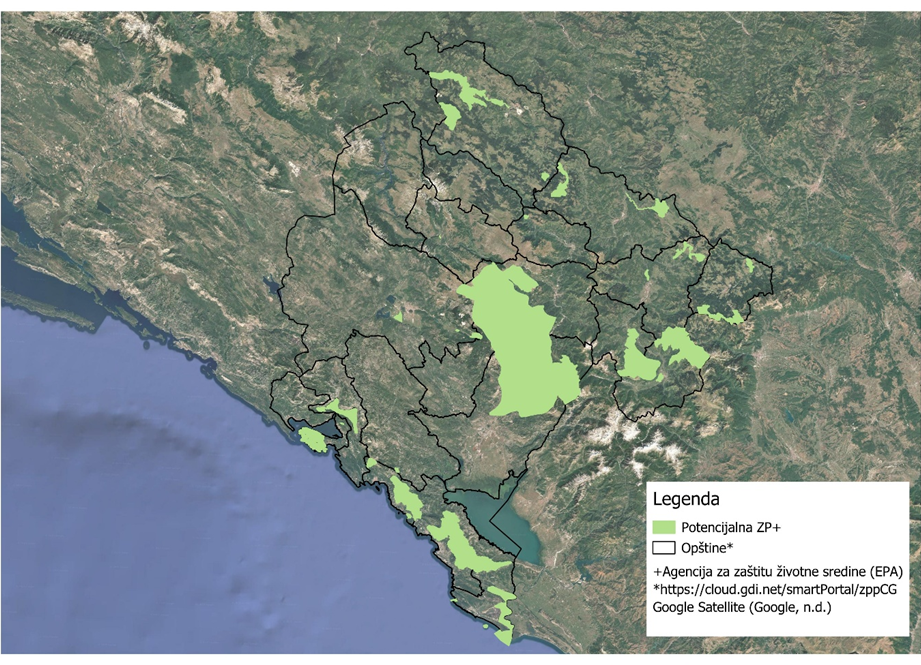 Legenda
Potencijalna ZP+
Opštine*
+Agencija za zaštitu životne sredine (EPA)
*https://cloud.gdi.net/smartPortal/zppCG
Google Satellite (Google, n.d.)